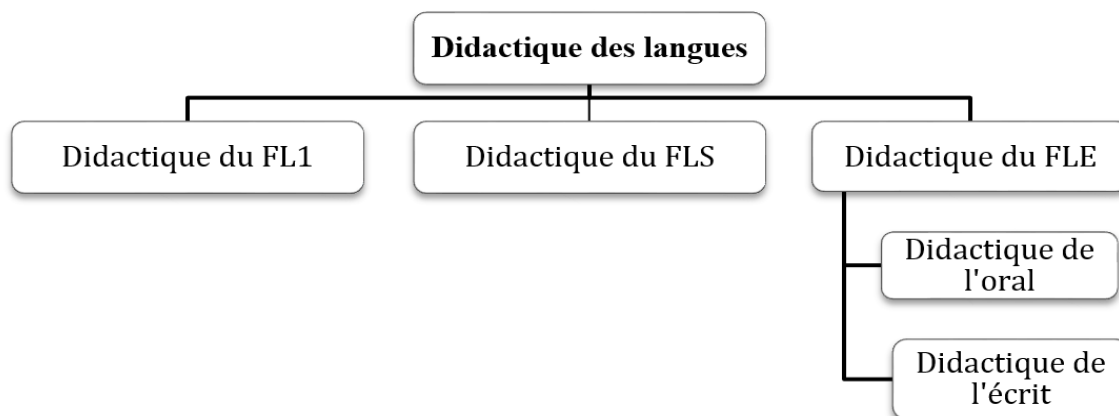 Didactique des langues
Didactique du FL1
Didactique du FLS
Didactique du FLE
Didactique de
l'oral
Didactique de
l'écrit